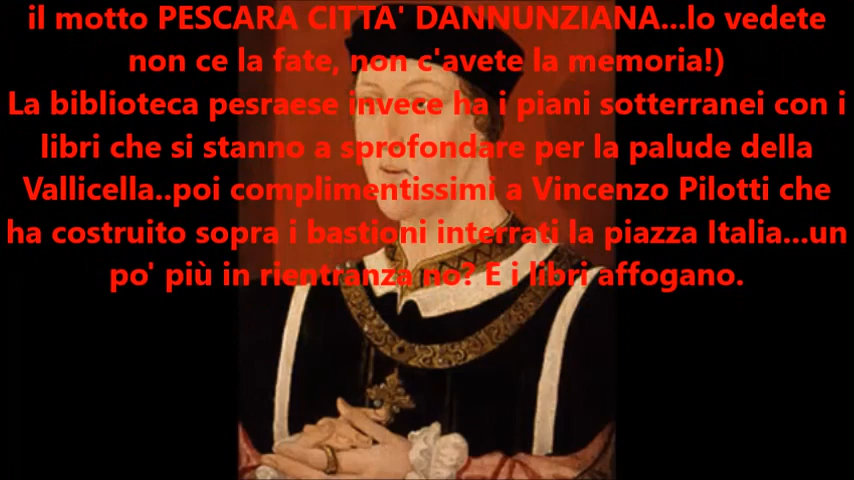 il motto PESCARA CITTA' DANNUNZIANA...lo vedete
non ce la fate, non c'avete la memoria!)
La biblioteca pesraese invece ha i piani sotterranei con i
libri che si stanno a sprofondare per la palude della
Vallicella..poi complimentissimi a Vincenzo Pilotti che
ha costruito sopra i bastioni interrati la piazza Italia...un
po' più in rientranza no? E i libri affogano.